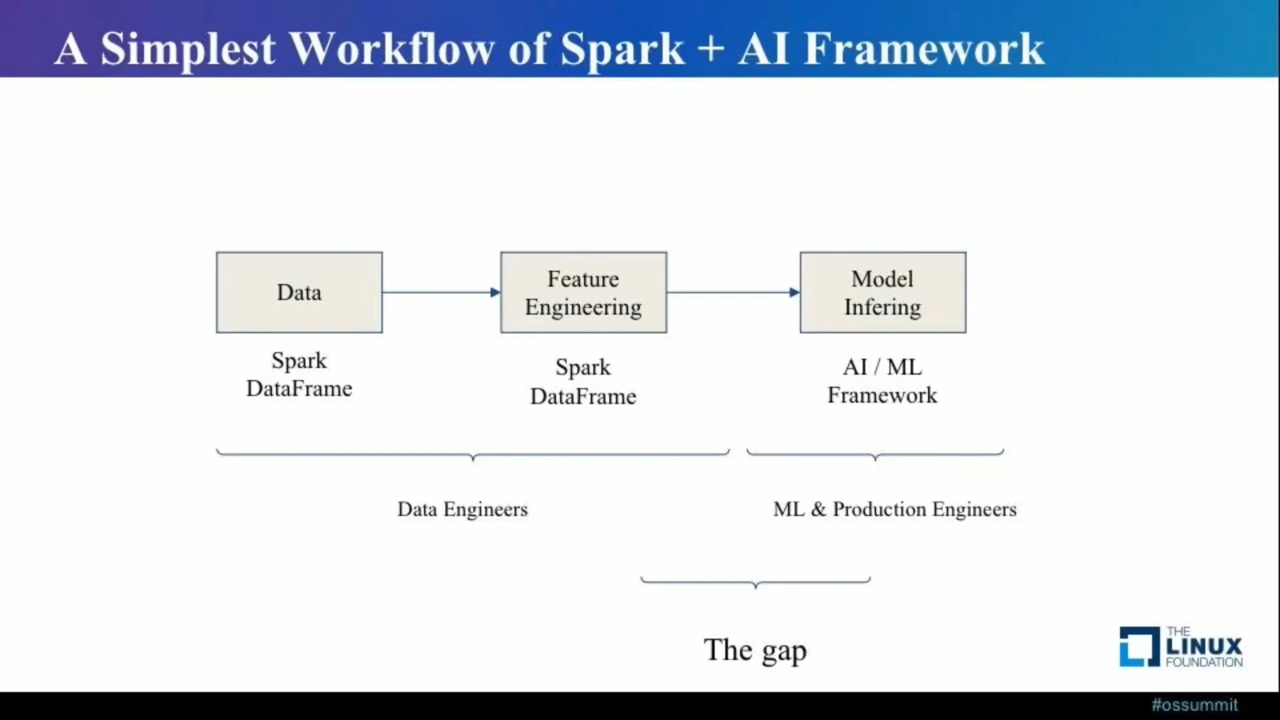 A Simplest Workflow of Spark + AI Framework
Data
Feature
Engineering
Model
Infering
Spark
DataFrame
Spark
DataFrame
AI / ML
Framework
Data Engineers
ML & Production Engineers
The gap
THE
LINUX
FOUNDATION
#ossummit